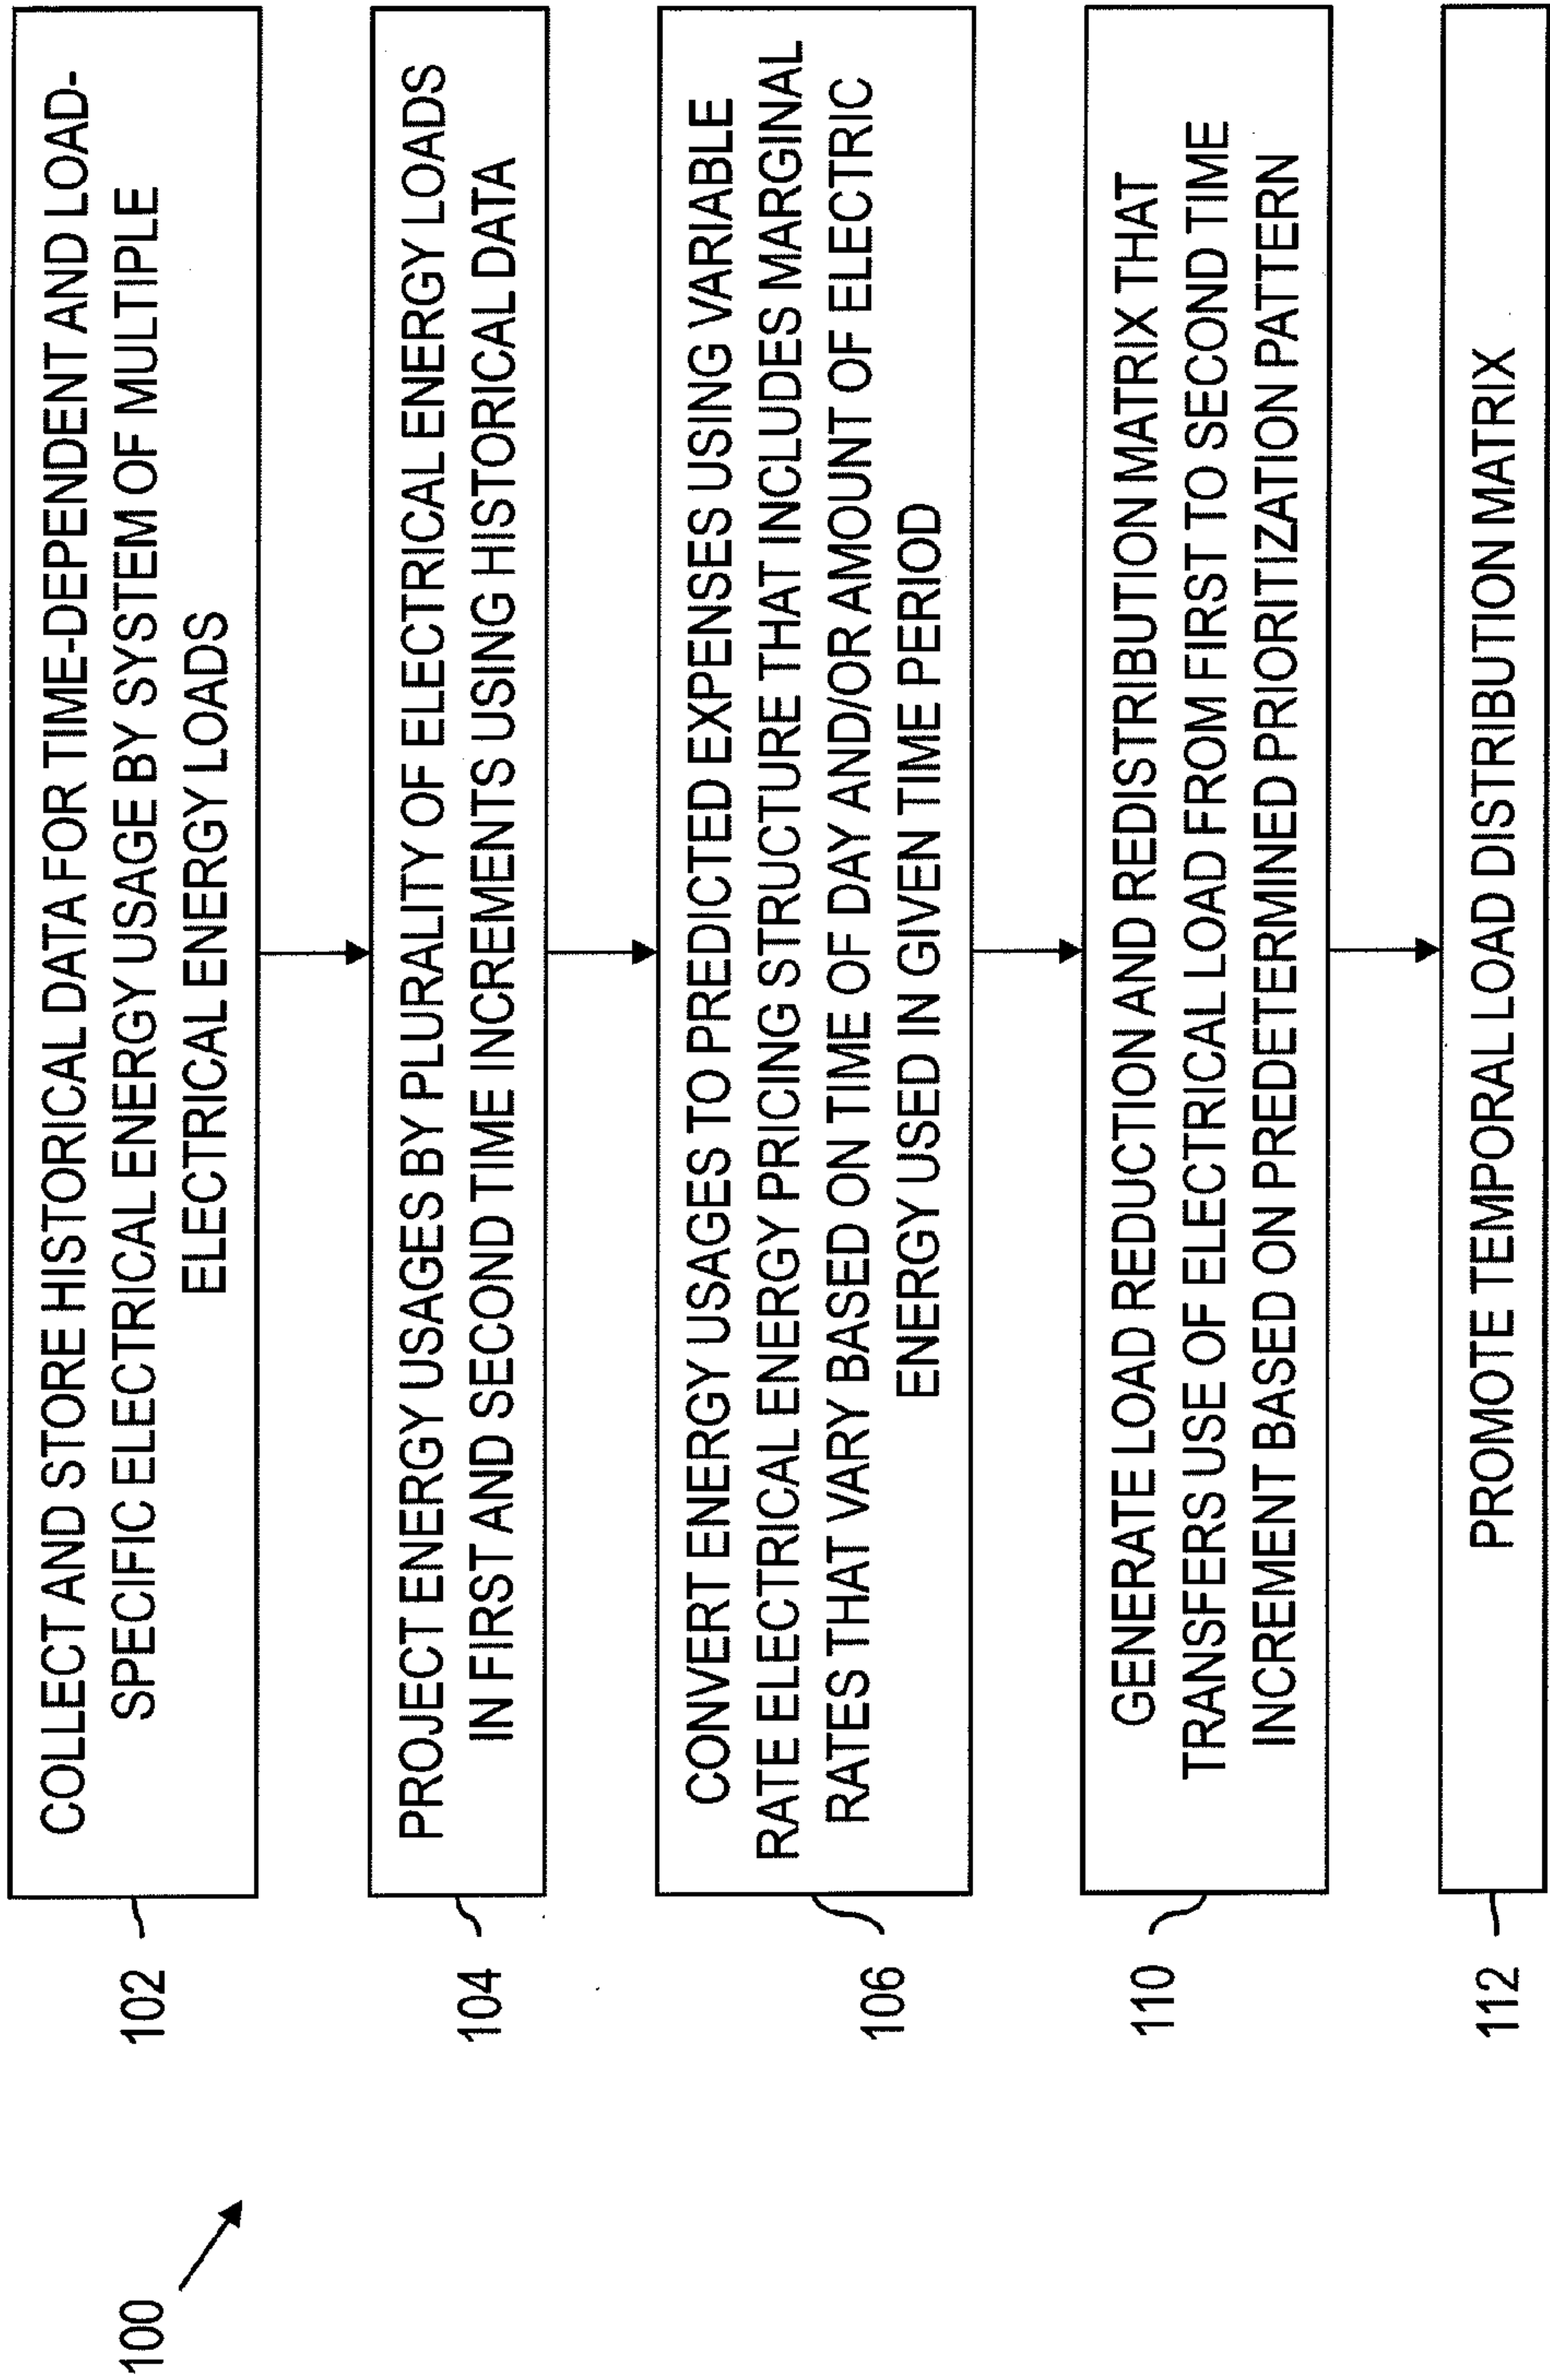 100
102
COLLECT AND STORE HISTORICAL DATA FOR TIME-DEPENDENT AND LOAD-
SPECIFIC ELECTRICAL ENERGY USAGE BY SYSTEM OF MULTIPLE
ELECTRICAL ENERGY LOADS
104
PROJECT ENERGY USAGES BY PLURALITY OF ELECTRICAL ENERGY LOADS
IN FIRST AND SECOND TIME INCREMENTS USING HISTORICAL DATA
106
CONVERT ENERGY USAGES TO PREDICTED EXPENSES USING VARIABLE
RATE ELECTRICAL ENERGY PRICING STRUCTURE THAT INCLUDES MARGINAL
RATES THAT VARY BASED ON TIME OF DAY AND/OR AMOUNT OF ELECTRIC
ENERGY USED IN GIVEN TIME PERIOD
110
GENERATE LOAD REDUCTION AND REDISTRIBUTION MATRIX THAT
TRANSFERS USE OF ELECTRICAL LOAD FROM FIRST TO SECOND TIME
INCREMENT BASED ON PREDETERMINED PRIORITIZATION PATTERN
112
PROMOTE TEMPORAL LOAD DISTRIBUTION MATRIX